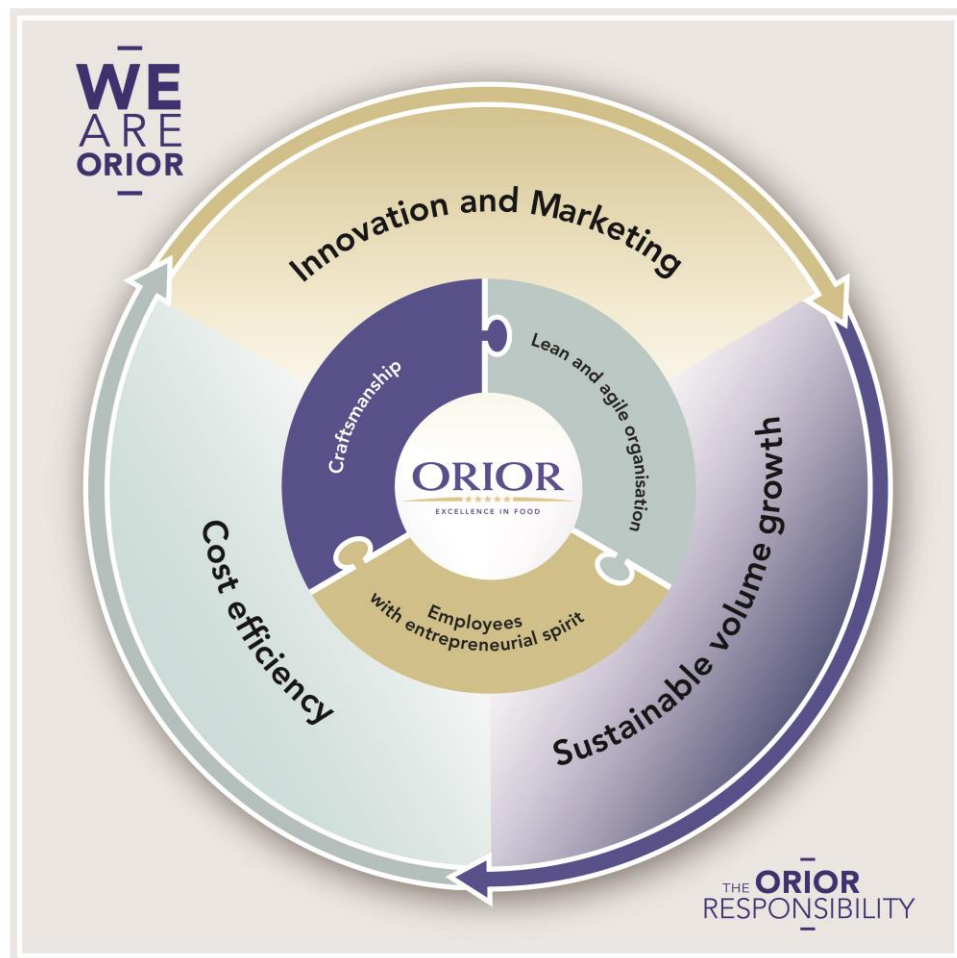 WE
ARE
ORIOR
Innovation and Marketing
Craftsmanship
Lean and agile organisation
ORIOR
EXCELLENCE IN FOOD
Employees
with entrepreneurial spirit
Cost efficiency
Sustainable volume growth
THE ORIOR
RESPONSIBILITY